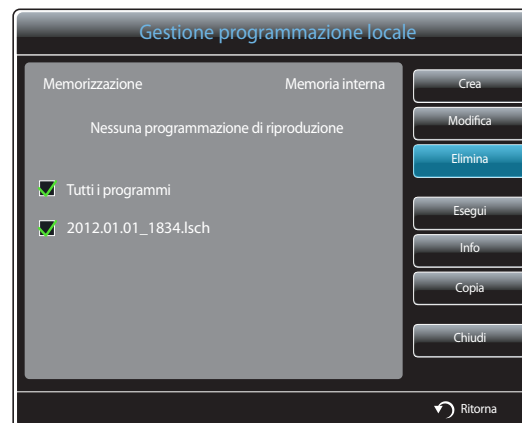 Gestione programmazione locale
Memorizzazione Memoria interna
Nessuna programmazione di riproduzione
Tutti i programmi
2012.01.01_1834.lsch
Crea
Modifica
Elimina
Esegui
Info
Copia
Chiudi
Ritorna